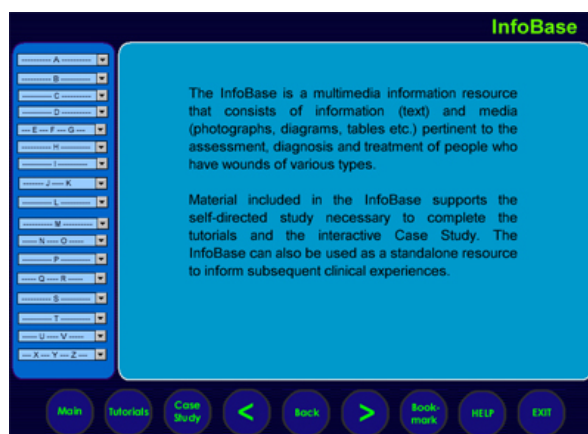 InfoBase
---------- A ----------
---------- B ----------
---------- C ----------
---------- D ----------
--- E --- F --- G ---
---------- H ----------
---------- I ----------
------ J --- K ------
---------- L ----------
---------- M ----------
----- N --- O -----
---------- P ----------
----- Q --- R -----
---------- S ----------
---------- T ----------
----- U --- V -----
--- X --- Y --- Z ---
The InfoBase is a multimedia information resource
that consists of information (text) and media
(photographs, diagrams, tables etc.) pertinent to the
assessment, diagnosis and treatment of people who
have wounds of various types.
Material included in the InfoBase supports the
self-directed study necessary to complete the
tutorials and the interactive Case Study. The
InfoBase can also be used as a standalone resource
to inform subsequent clinical experiences.
Main
Tutorials
Case
Study
<
Back
>
Book-
mark
HELP
EXIT